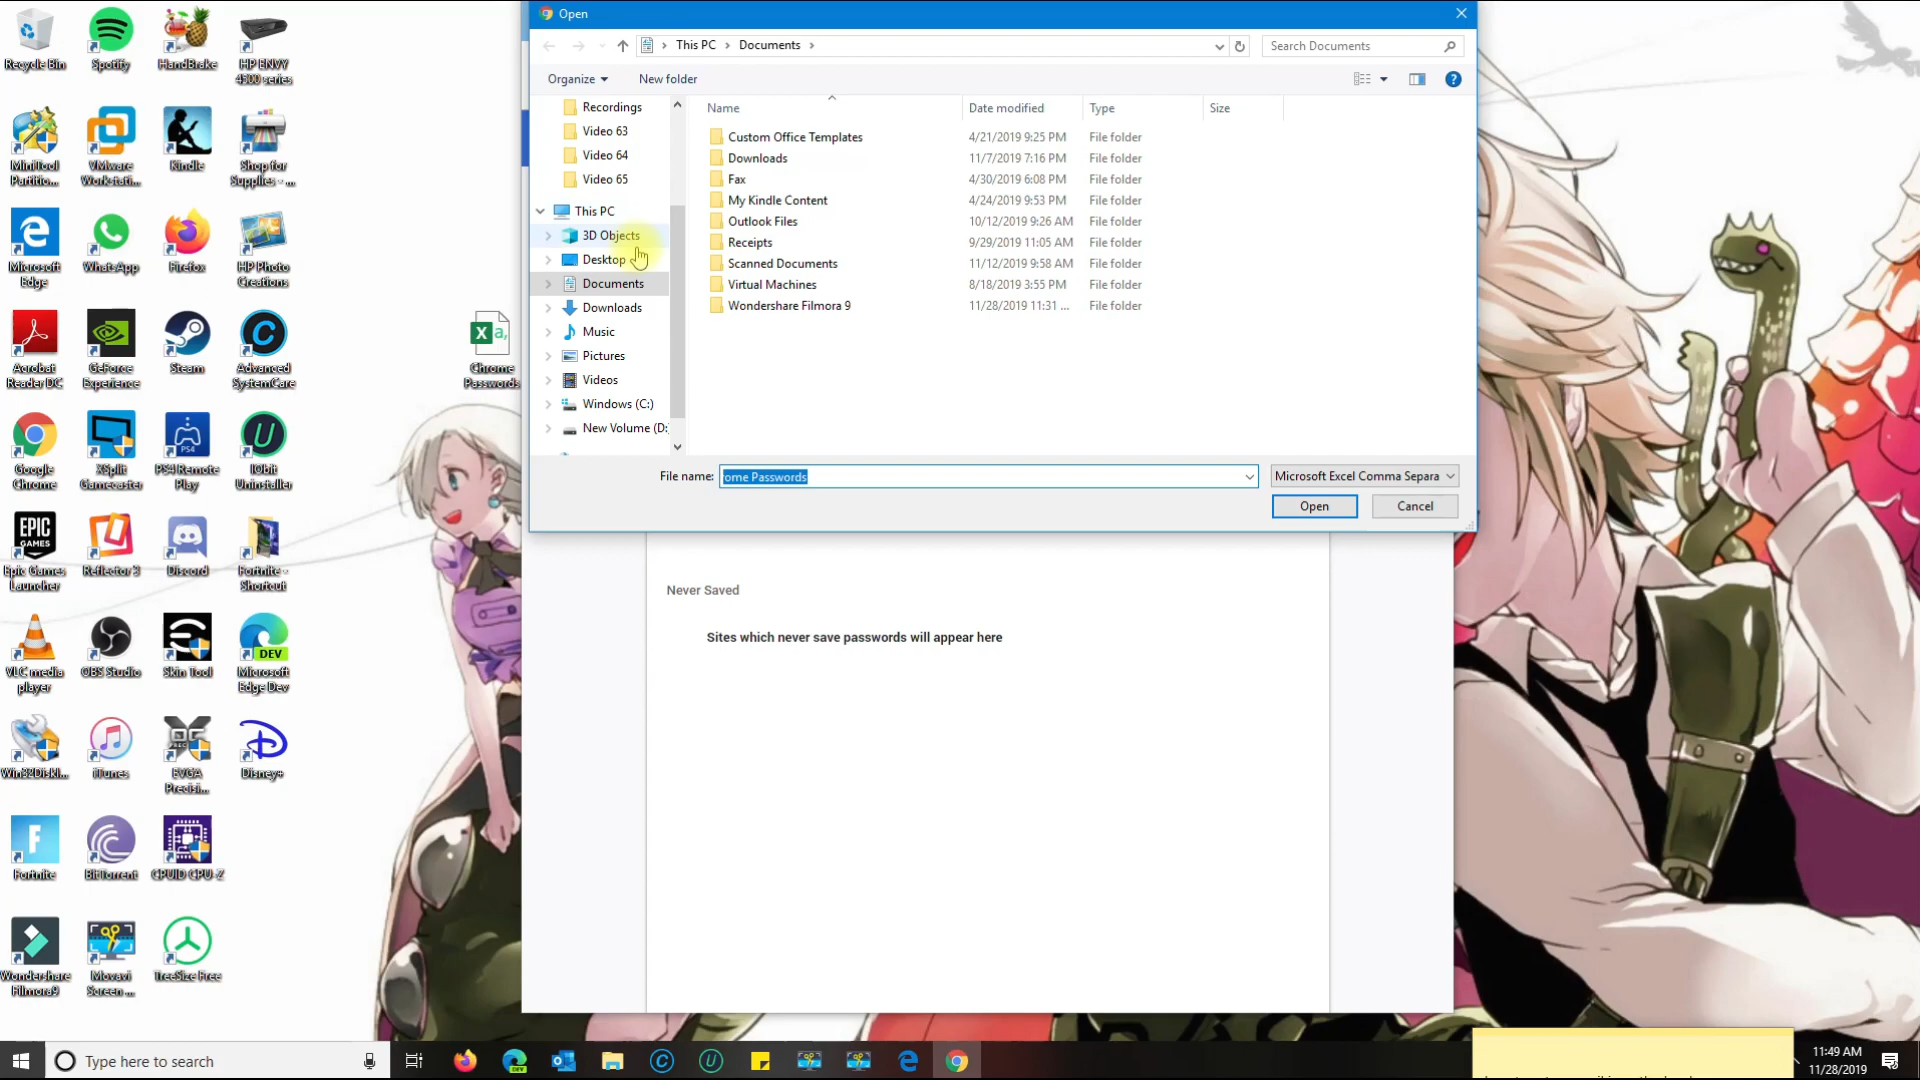 Open
This PC > Documents >
Search Documents
Organize
New folder
Name
Date modified
Type
Size
Recordings
Video 63
Video 64
Video 65
This PC
3D Objects
Desktop
Documents
Downloads
Music
Pictures
Videos
Windows (C:)
New Volume (D:
Custom Office Templates 4/21/2019 9:25 PM File folder
Downloads 11/7/2019 7:16 PM File folder
Fax 4/30/2019 6:08 PM File folder
My Kindle Content 4/24/2019 9:53 PM File folder
Outlook Files 10/12/2019 9:26 AM File folder
Receipts 9/29/2019 11:05 AM File folder
Scanned Documents 11/12/2019 9:58 AM File folder
Virtual Machines 8/18/2019 3:55 PM File folder
Wondershare Filmora 9 11/28/2019 11:31 ... File folder
File name: ome Passwords
Microsoft Excel Comma Separa
Open
Cancel
Never Saved
Sites which never save passwords will appear here
Recycle Bin
Spotify
HandBrake
HP ENVY
4500 series
MiniTool
Partitio...
VMware
Workstati...
Kindle
Shop for
Supplies - ...
Microsoft
Edge
WhatsApp
Firefox
HP Photo
Creations
Acrobat
Reader DC
GeForce
Experience
Steam
Advanced
SystemCare
Chrome
Passwords
Google
Chrome
XSplit
Gamecaster
PS4
PS4 Remote
Play
IObit
Uninstaller
EPIC
GAMES
Epic Games
Launcher
Reflector 3
Discord
Fortnite -
Shortcut
VLC media
player
OBS Studio
Skin Tool
DEV
Microsoft
Edge Dev
Win32Diskl...
iTunes
EVGA
Precisi...
Disney+
Fortnite
BitTorrent
CPUID CPU-Z
Wondershare
Filmora9
Movavi
Screen ...
TreeSize Free
Type here to search
11:49 AM
11/28/2019